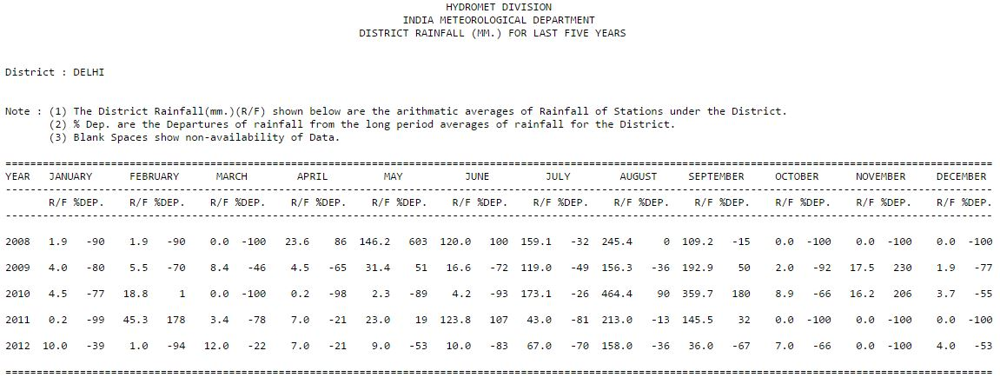 HYDROMET DIVISION
INDIA METEOROLOGICAL DEPARTMENT
DISTRICT RAINFALL (MM.) FOR LAST FIVE YEARS
District : DELHI
Note : (1) The District Rainfall(mm.)(R/F) shown below are the arithmatic averages of Rainfall of Stations under the District.
(2) % Dep. are the Departures of rainfall from the long period averages of rainfall for the District.
(3) Blank Spaces show non-availability of Data.
YEAR JANUARY FEBRUARY MARCH APRIL MAY JUNE JULY AUGUST SEPTEMBER OCTOBER NOVEMBER DECEMBER
R/F %DEP. R/F %DEP. R/F %DEP. R/F %DEP. R/F %DEP. R/F %DEP. R/F %DEP. R/F %DEP. R/F %DEP. R/F %DEP. R/F %DEP. R/F %DEP.
2008 1.9 -90 1.9 -90 0.0 -100 23.6 86 146.2 603 120.0 100 159.1 -32 245.4 0 109.2 -15 0.0 -100 0.0 -100 0.0 -100
2009 4.0 -80 5.5 -70 8.4 -46 4.5 -65 31.4 51 16.6 -72 119.0 -49 156.3 -36 192.9 50 2.0 -92 17.5 230 1.9 -77
2010 4.5 -77 18.8 1 0.0 -100 0.2 -98 2.3 -89 4.2 -93 173.1 -26 464.4 90 359.7 180 8.9 -66 16.2 206 3.7 -55
2011 0.2 -99 45.3 178 3.4 -78 7.0 -21 23.0 19 123.8 107 43.0 -81 213.0 -13 145.5 32 0.0 -100 0.0 -100 0.0 -100
2012 10.0 -39 1.0 -94 12.0 -22 7.0 -21 9.0 -53 10.0 -83 67.0 -70 158.0 -36 36.0 -67 7.0 -66 0.0 -100 4.0 -53